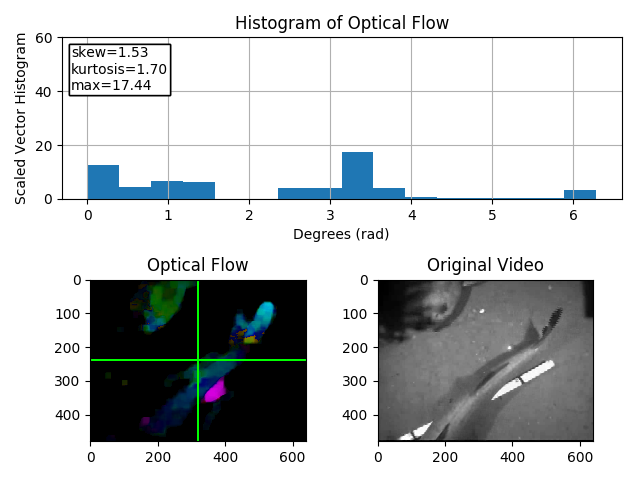 Histogram of Optical Flow
Scaled Vector Histogram
60
40
20
0
skew=1.53
kurtosis=1.70
max=17.44
0 1 2 3 4 5 6
Degrees (rad)
Optical Flow
0
100
200
300
400
0 200 400 600
Original Video
0
100
200
300
400
0 200 400 600